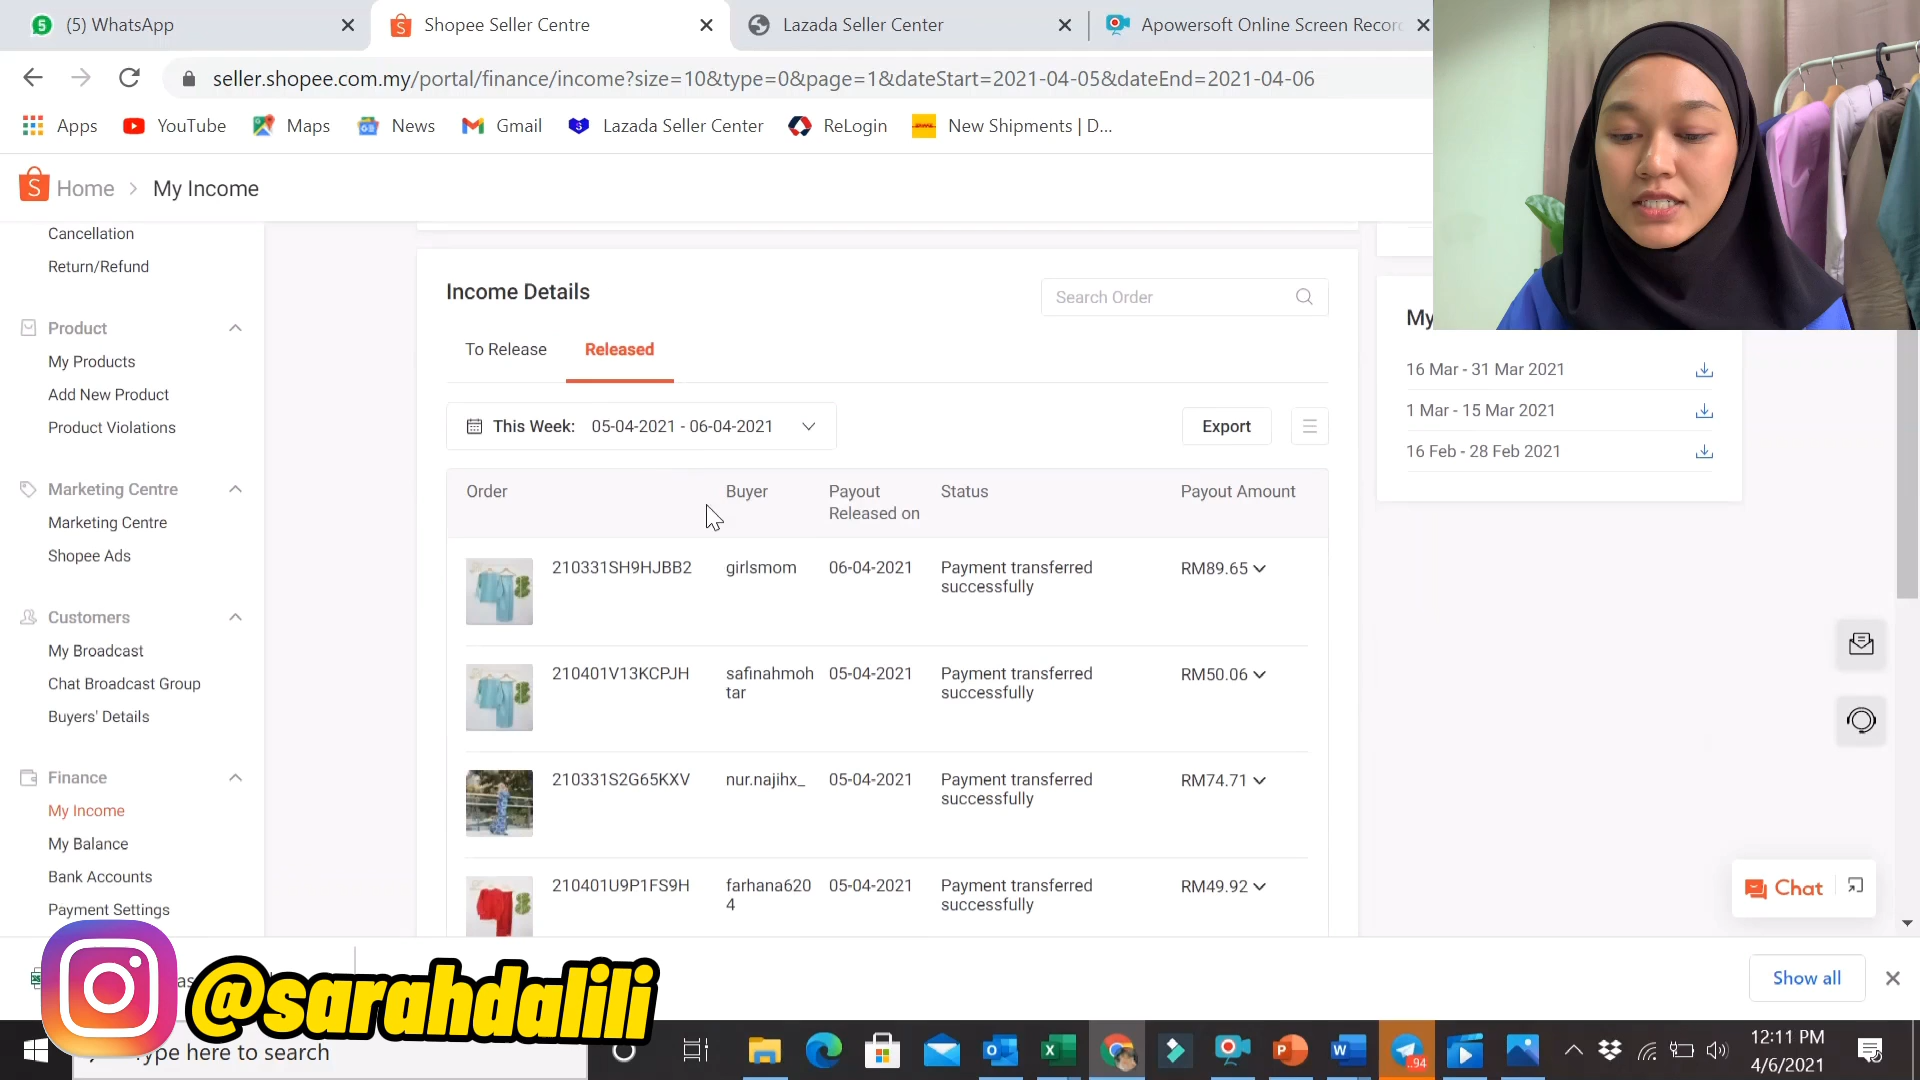 (5) WhatsApp
Shopee Seller Centre
Lazada Seller Center
Apowersoft Online Screen Recor
seller.shopee.com.my/portal/finance/income?size=10&type=0&page=1&dateStart=2021-04-05&dateEnd=2021-04-06
Apps
YouTube
Maps
News
Gmail
Lazada Seller Center
ReLogin
New Shipments | D...
Home > My Income
Cancellation
Return/Refund
Product
My Products
Add New Product
Product Violations
Marketing Centre
Marketing Centre
Shopee Ads
Customers
My Broadcast
Chat Broadcast Group
Buyers' Details
Finance
My Income
My Balance
Bank Accounts
Payment Settings
Income Details
Search Order
To Release
Released
This Week: 05-04-2021 - 06-04-2021
Export
Order
Buyer
Payout Released on
Status
Payout Amount
210331SH9HJBB2 girlsmom 06-04-2021 Payment transferred RM89.65
successfully
210401V13KCPJH safinahmoh 05-04-2021 Payment transferred RM50.06
tar successfully
210331S2G65KXV nur.najihx_ 05-04-2021 Payment transferred RM74.71
successfully
210401U9P1FS9H farhana620 05-04-2021 Payment transferred RM49.92
4 successfully
My
16 Mar - 31 Mar 2021
1 Mar - 15 Mar 2021
16 Feb - 28 Feb 2021
Chat
Show all
@sarahdalili
ype here to search
94
12:11 PM
4/6/2021